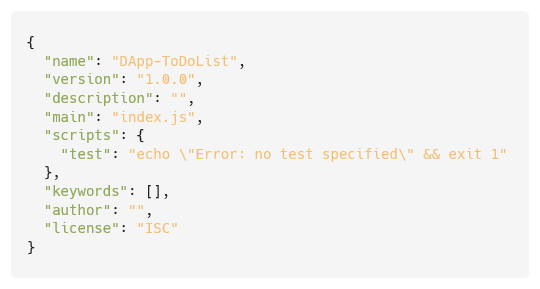 {
  "name": "DApp-ToDoList",
  "version": "1.0.0",
  "description": "",
  "main": "index.js",
  "scripts": {
    "test": "echo \"Error: no test specified\" && exit 1"
  },
  "keywords": [],
  "author": "",
  "license": "ISC"
}